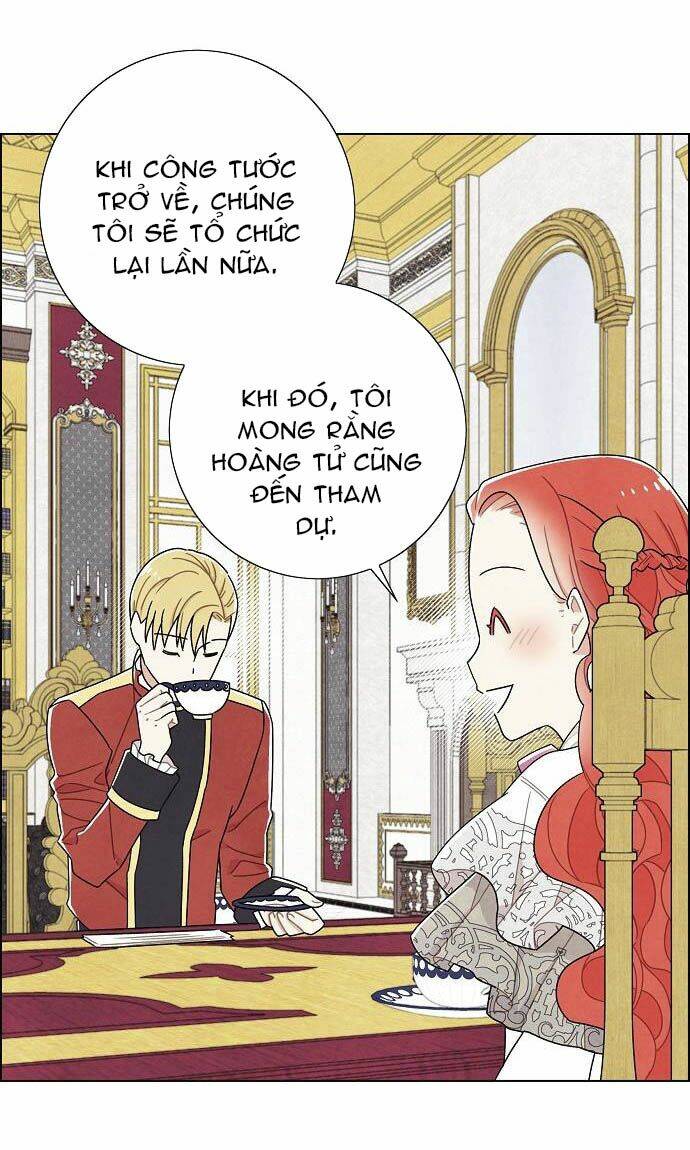 KHI CÔNG TƯỚC
TRỞ VỀ, CHÚNG
TÔI SẼ TỔ CHỨC
LẠI LẦN NỮA.
KHI ĐÓ, TÔI
MONG RẰNG
HOÀNG TỬ CŨNG
ĐẾN THAM
DỰ.